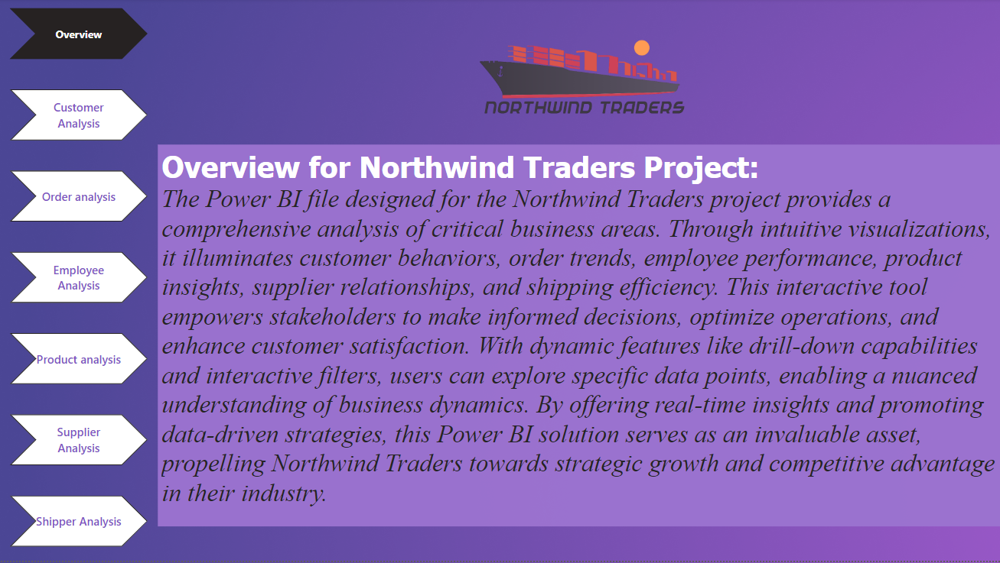 Overview
Customer
Analysis
Order analysis
Employee
Analysis
Product analysis
Supplier
Analysis
Shipper Analysis
NORTHWIND TRADERS
Overview for Northwind Traders Project:
The Power BI file designed for the Northwind Traders project provides a
comprehensive analysis of critical business areas. Through intuitive visualizations,
it illuminates customer behaviors, order trends, employee performance, product
insights, supplier relationships, and shipping efficiency. This interactive tool
empowers stakeholders to make informed decisions, optimize operations, and
enhance customer satisfaction. With dynamic features like drill-down capabilities
and interactive filters, users can explore specific data points, enabling a nuanced
understanding of business dynamics. By offering real-time insights and promoting
data-driven strategies, this Power BI solution serves as an invaluable asset,
propelling Northwind Traders towards strategic growth and competitive advantage
in their industry.